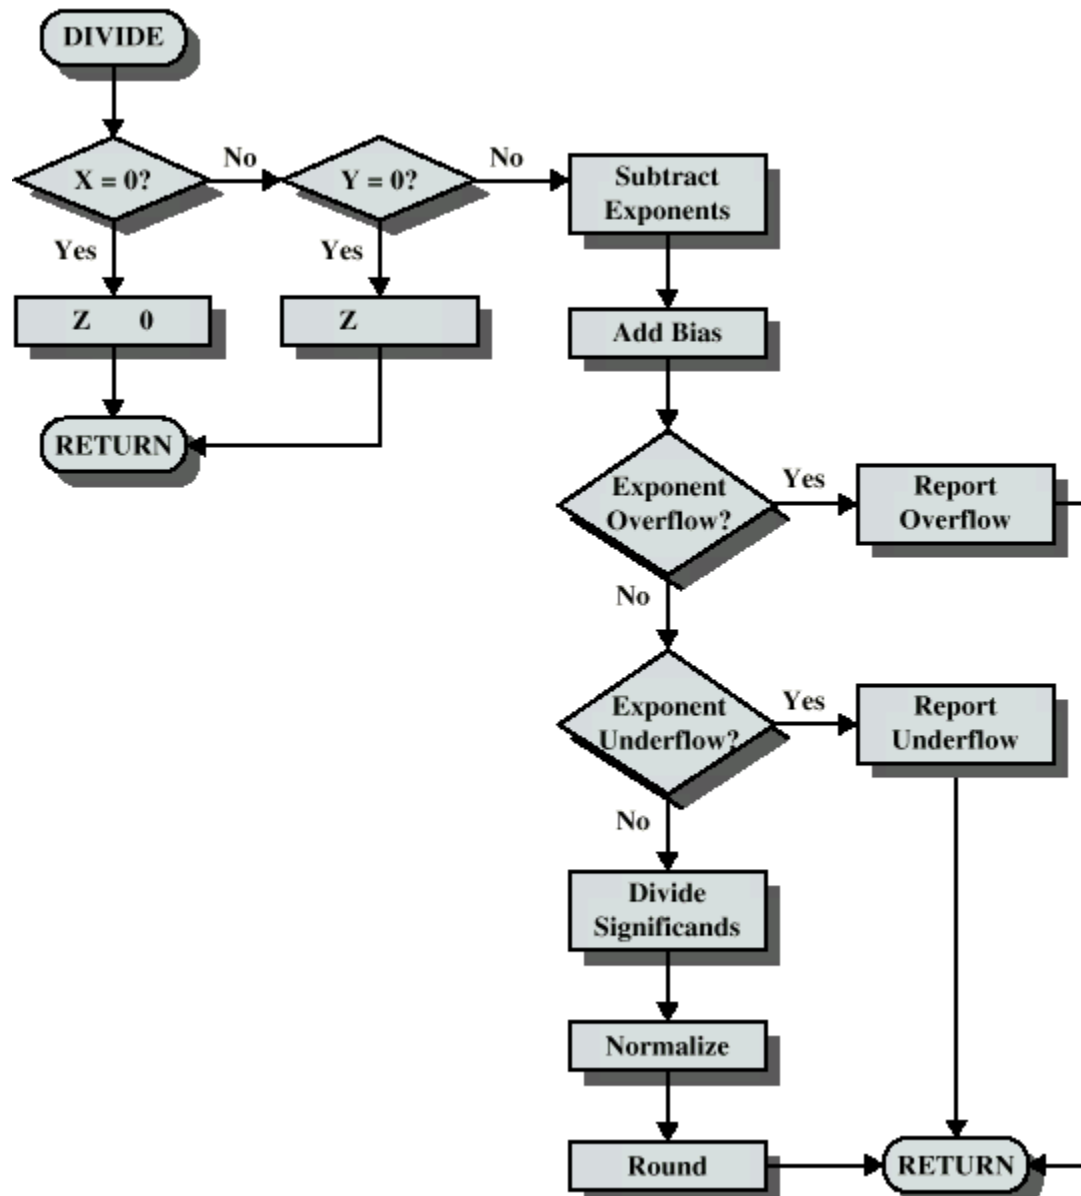 DIVIDE
X = 0?
No
Y = 0?
No
Subtract
Exponents
Yes
Yes
Z 0
Z
Add Bias
RETURN
Exponent
Overflow?
Yes
Report
Overflow
No
Exponent
Underflow?
Yes
Report
Underflow
No
Divide
Significands
Normalize
Round
RETURN